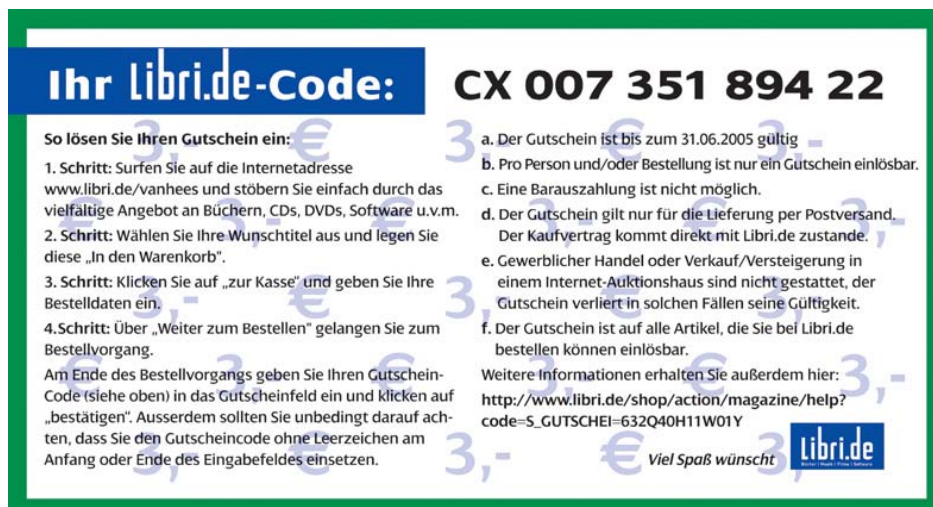 Ihr Libri.de-Code:
CX 007 351 894 22
So lösen Sie Ihren Gutschein ein:
1. Schritt: Surfen Sie auf die Internetadresse
www.libri.de/vanhees und stöbern Sie einfach durch das
vielfältige Angebot an Büchern, CDs, DVDs, Software u.v.m.
2. Schritt: Wählen Sie Ihre Wunschtitel aus und legen Sie
diese „In den Warenkorb".
3. Schritt: Klicken Sie auf „zur Kasse" und geben Sie Ihre
Bestelldaten ein.
4.Schritt: Über „Weiter zum Bestellen" gelangen Sie zum
Bestellvorgang.
Am Ende des Bestellvorgangs geben Sie Ihren Gutschein-
Code (siehe oben) in das Gutscheinfeld ein und klicken auf
„bestätigen". Ausserdem sollten Sie unbedingt darauf ach-
ten, dass Sie den Gutscheincode ohne Leerzeichen am
Anfang oder Ende des Eingabefeldes einsetzen.
a. Der Gutschein ist bis zum 31.06.2005 gültig
b. Pro Person und/oder Bestellung ist nur ein Gutschein einlösbar.
c. Eine Barauszahlung ist nicht möglich.
d. Der Gutschein gilt nur für die Lieferung per Postversand.
Der Kaufvertrag kommt direkt mit Libri.de zustande.
e. Gewerblicher Handel oder Verkauf/Versteigerung in
einem Internet-Auktionshaus sind nicht gestattet, der
Gutschein verliert in solchen Fällen seine Gültigkeit.
f. Der Gutschein ist auf alle Artikel, die Sie bei Libri.de
bestellen können einlösbar.
Weitere Informationen erhalten Sie außerdem hier:
http://www.libri.de/shop/action/magazine/help?
code=S_GUTSCHEI=632Q40H11W01Y
Viel Spaß wünscht
Libri.de
Bücher | Musik | Filme | Software
3,- € 3,- € 3,-